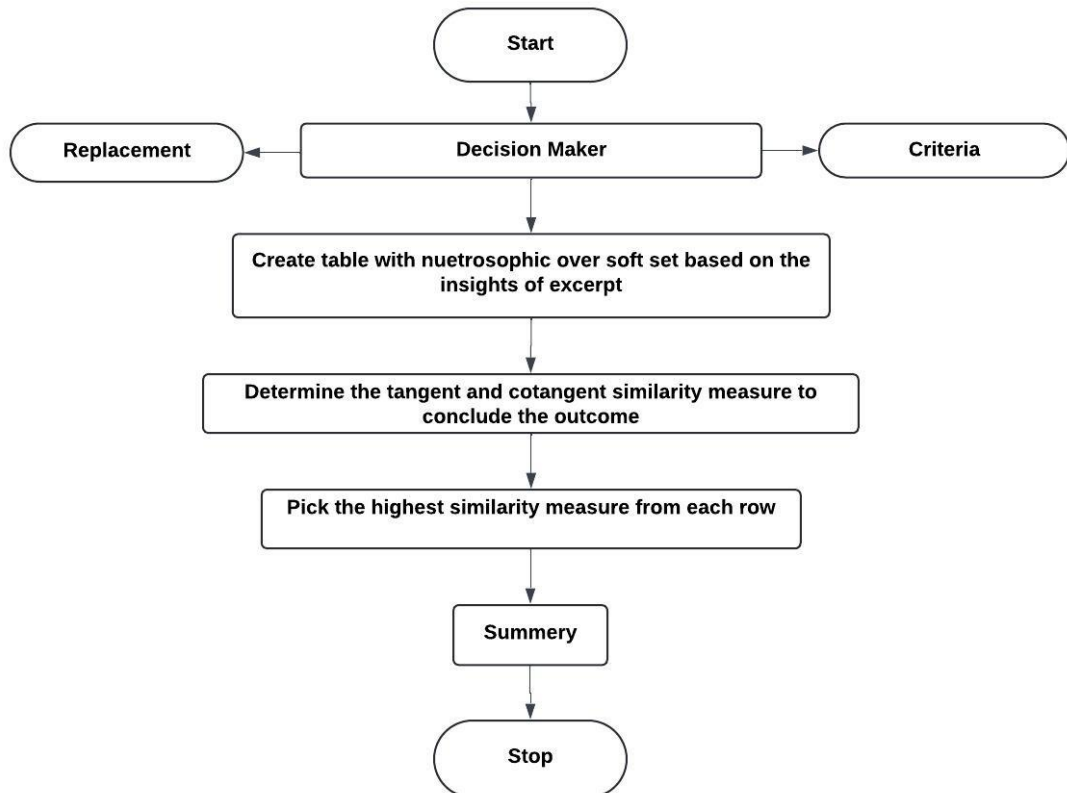 Start
Replacement
Decision Maker
Criteria
Create table with nuetrosophic over soft set based on the
insights of excerpt
Determine the tangent and cotangent similarity measure to
conclude the outcome
Pick the highest similarity measure from each row
Summery
Stop